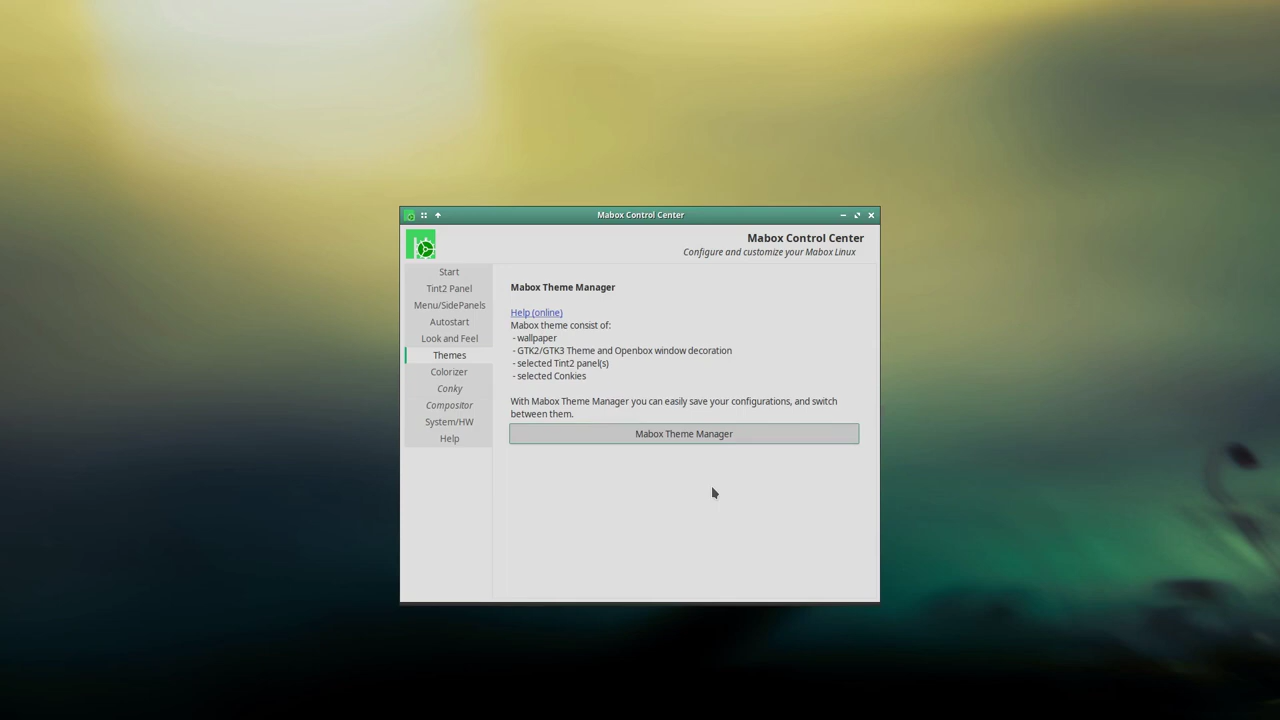 Mabox Control Center
Mabox Control Center
Configure and customize your Mabox Linux
Start
Tint2 Panel
Menu/SidePanels
Autostart
Look and Feel
Themes
Colorizer
Conky
Compositor
System/HW
Help
Mabox Theme Manager
Help (online)
Mabox theme consist of:
- wallpaper
- GTK2/GTK3 Theme and Openbox window decoration
- selected Tint2 panel(s)
- selected Conkies
With Mabox Theme Manager you can easily save your configurations, and switch
between them.
Mabox Theme Manager